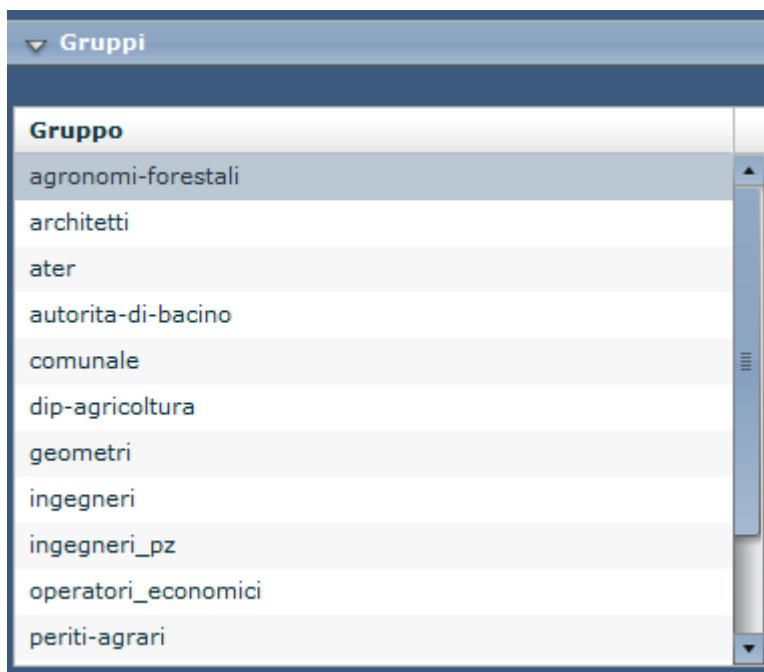 Gruppi
Gruppo
agronomi-forestali
architetti
ater
autorita-di-bacino
comunale
dip-agricoltura
geometri
ingegneri
ingegneri_pz
operatori_economici
periti-agrari